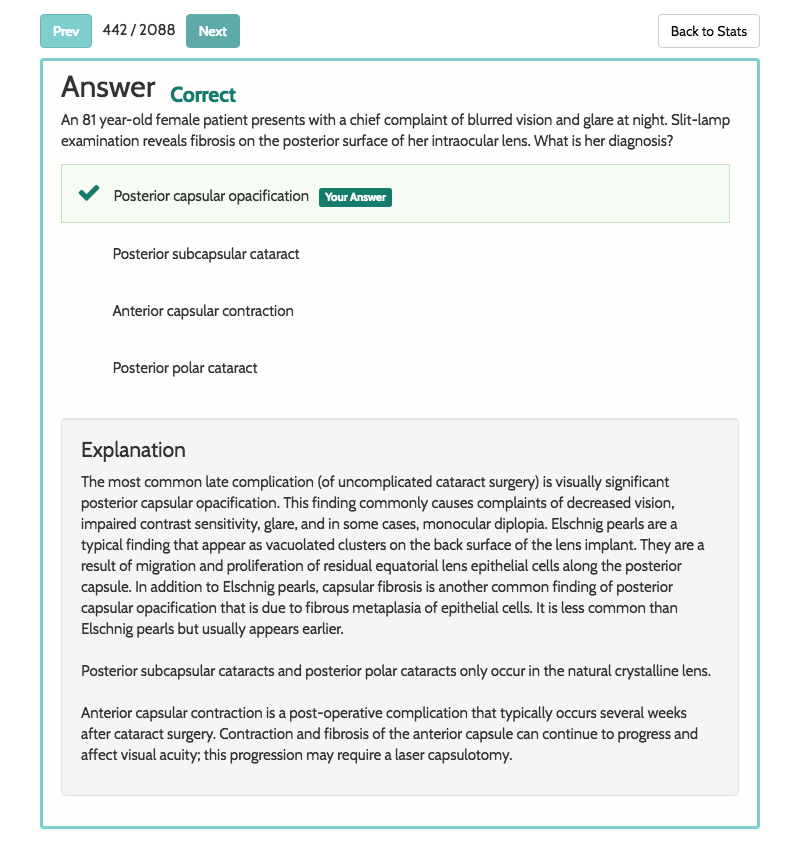 Prev 442 / 2088 Next Back to Stats
Answer Correct
An 81 year-old female patient presents with a chief complaint of blurred vision and glare at night. Slit-lamp
examination reveals fibrosis on the posterior surface of her intraocular lens. What is her diagnosis?
Posterior capsular opacification Your Answer
Posterior subcapsular cataract
Anterior capsular contraction
Posterior polar cataract
Explanation
The most common late complication (of uncomplicated cataract surgery) is visually significant
posterior capsular opacification. This finding commonly causes complaints of decreased vision,
impaired contrast sensitivity, glare, and in some cases, monocular diplopia. Elschnig pearls are a
typical finding that appear as vacuolated clusters on the back surface of the lens implant. They are a
result of migration and proliferation of residual equatorial lens epithelial cells along the posterior
capsule. In addition to Elschnig pearls, capsular fibrosis is another common finding of posterior
capsular opacification that is due to fibrous metaplasia of epithelial cells. It is less common than
Elschnig pearls but usually appears earlier.
Posterior subcapsular cataracts and posterior polar cataracts only occur in the natural crystalline lens.
Anterior capsular contraction is a post-operative complication that typically occurs several weeks
after cataract surgery. Contraction and fibrosis of the anterior capsule can continue to progress and
affect visual acuity; this progression may require a laser capsulotomy.